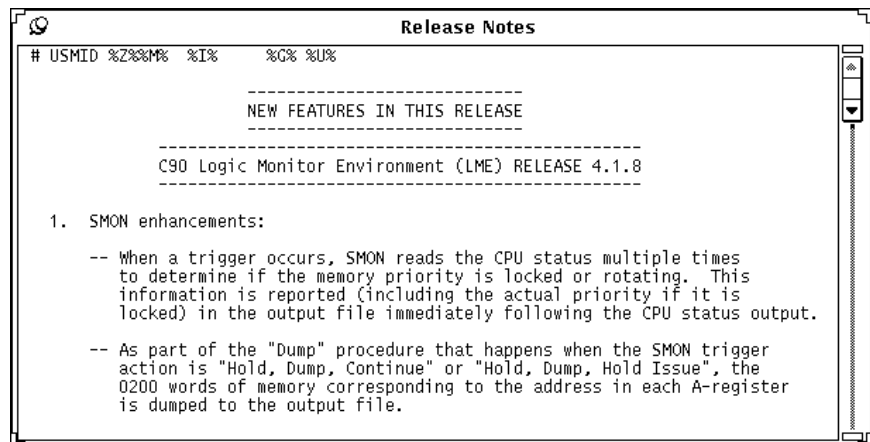 Release Notes
# USMID %Z%%M% %I% %G% %U%
----------------------------
NEW FEATURES IN THIS RELEASE
----------------------------
-------------------------------------------------
C90 Logic Monitor Environment (LME) RELEASE 4.1.8
-------------------------------------------------
1. SMON enhancements:
-- When a trigger occurs, SMON reads the CPU status multiple times
to determine if the memory priority is locked or rotating. This
information is reported (including the actual priority if it is
locked) in the output file immediately following the CPU status output.
-- As part of the "Dump" procedure that happens when the SMON trigger
action is "Hold, Dump, Continue" or "Hold, Dump, Hold Issue", the
0200 words of memory corresponding to the address in each A-register
is dumped to the output file.